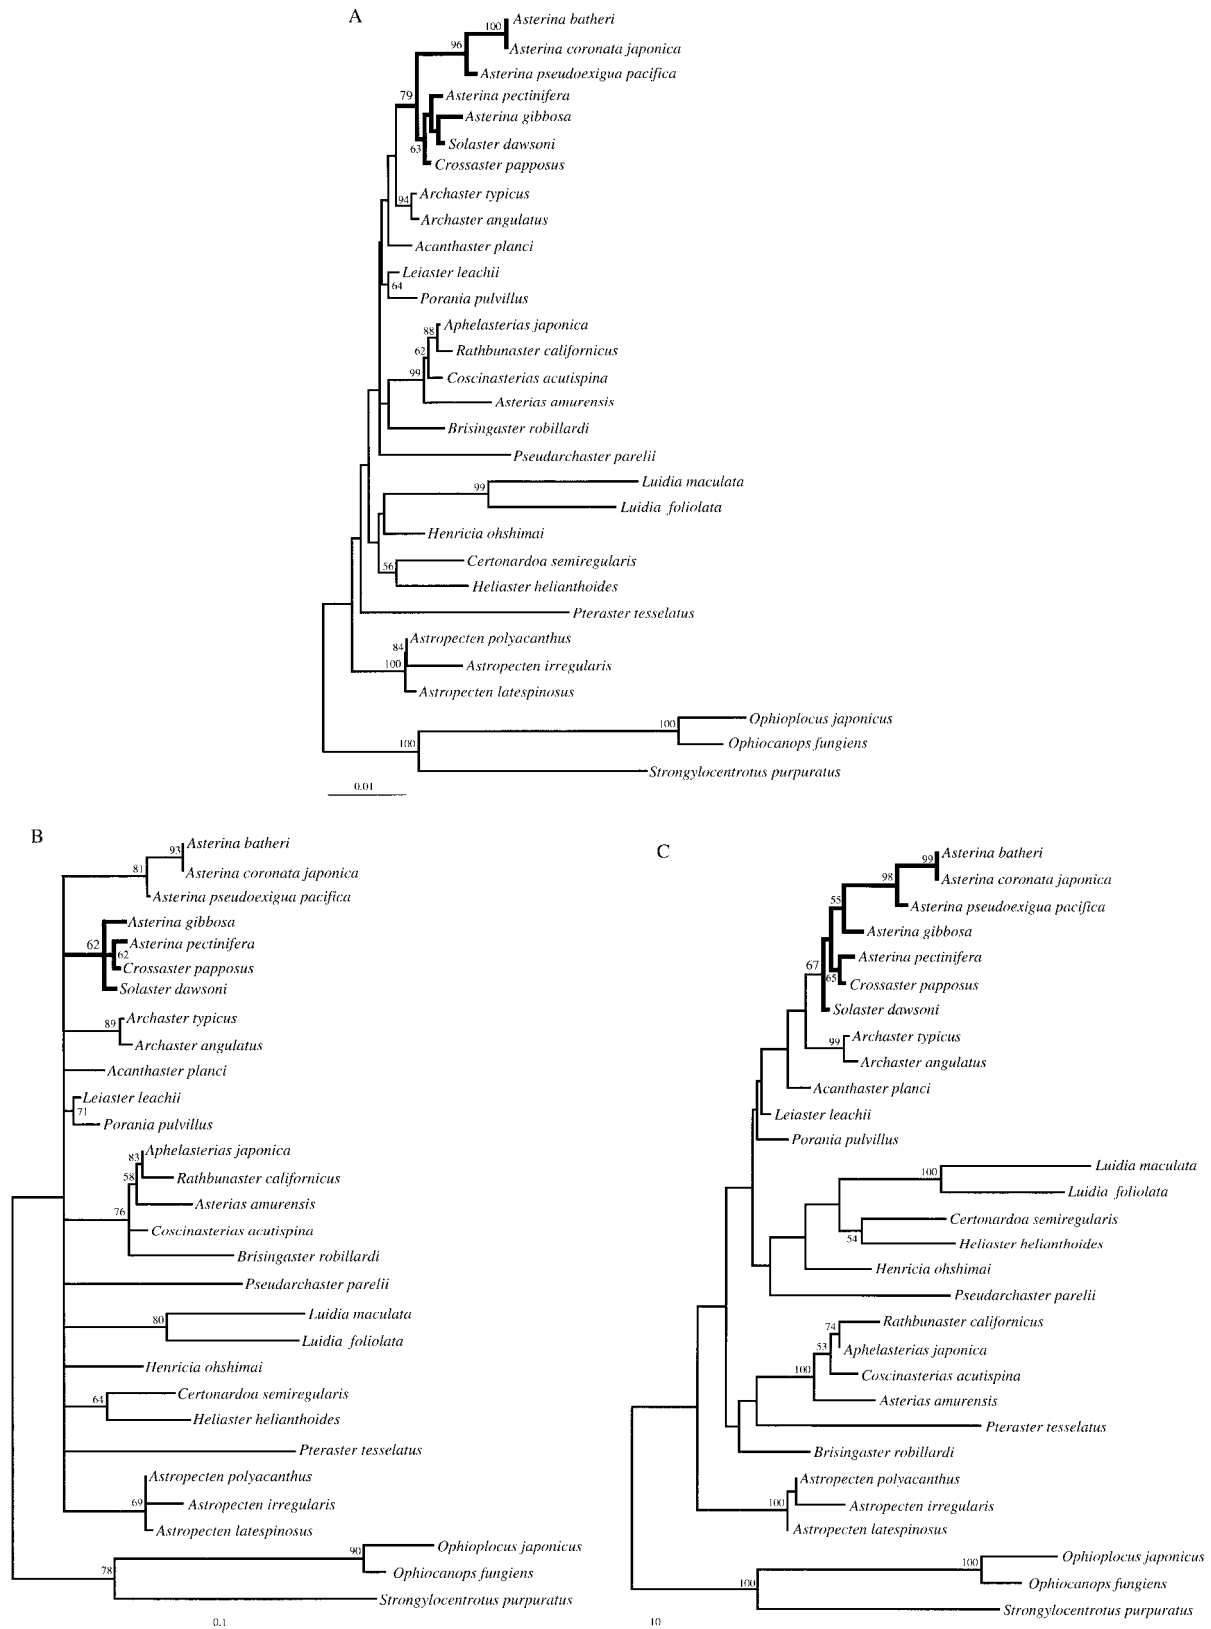 A
100
Asterina batheri
96
Asterina coronata japonica
Asterina pseudoexigua pacifica
79
Asterina pectinifera
Asterina gibbosa
63
Solaster dawsoni
Crossaster papposus
94
Archaster typicus
Archaster angulatus
Acanthaster planci
Leiaster leachii
64
Porania pulvillus
88
Aphelasterias japonica
62
Rathbunaster californicus
99
Coscinasterias acutispina
Asterias amurensis
Brisingaster robillardi
Pseudarchaster parelii
99
Luidia maculata
Luidia foliolata
Henricia ohshimai
56
Certonardoa semiregularis
Heliaster helianthoides
Pteraster tesselatus
84
Astropecten polyacanthus
100
Astropecten irregularis
Astropecten latespinosus
100
Ophioplocus japonicus
100
Ophiocanops fungiens
Strongylocentrotus purpuratus
0.01
B
93
Asterina batheri
81
Asterina coronata japonica
Asterina pseudoexigua pacifica
Asterina gibbosa
62
Asterina pectinifera
62
Crossaster papposus
Solaster dawsoni
89
Archaster typicus
Archaster angulatus
Acanthaster planci
Leiaster leachii
71
Porania pulvillus
83
Aphelasterias japonica
58
Rathbunaster californicus
Asterias amurensis
76
Coscinasterias acutispina
Brisingaster robillardi
Pseudarchaster parelii
80
Luidia maculata
Luidia foliolata
Henricia ohshimai
64
Certonardoa semiregularis
Heliaster helianthoides
Pteraster tesselatus
Astropecten polyacanthus
69
Astropecten irregularis
Astropecten latespinosus
90
Ophioplocus japonicus
78
Ophiocanops fungiens
Strongylocentrotus purpuratus
0.1
C
99
Asterina batheri
98
Asterina coronata japonica
55
Asterina pseudoexigua pacifica
Asterina gibbosa
67
Asterina pectinifera
65
Crossaster papposus
Solaster dawsoni
99
Archaster typicus
Archaster angulatus
Acanthaster planci
Leiaster leachii
Porania pulvillus
100
Luidia maculata
Luidia foliolata
Certonardoa semiregularis
54
Heliaster helianthoides
Henricia ohshimai
Pseudarchaster parelii
74
Rathbunaster californicus
53
Aphelasterias japonica
100
Coscinasterias acutispina
Asterias amurensis
Pteraster tesselatus
Brisingaster robillardi
Astropecten polyacanthus
100
Astropecten irregularis
Astropecten latespinosus
100
Ophioplocus japonicus
100
Ophiocanops fungiens
Strongylocentrotus purpuratus
10